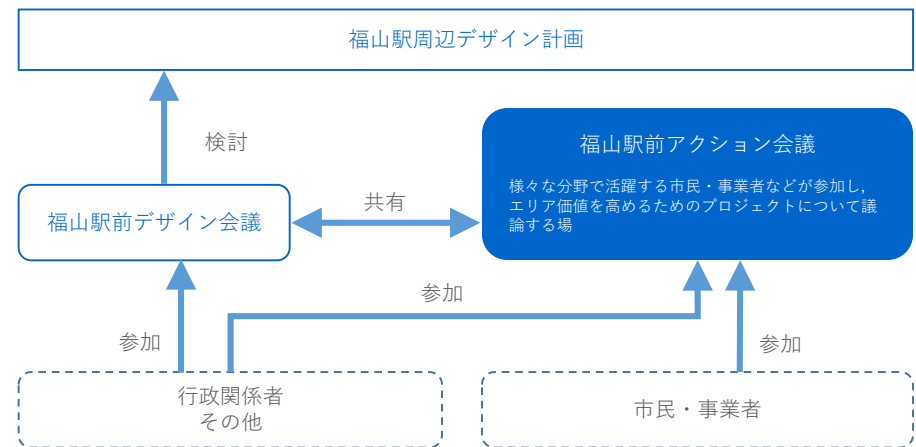 福山駅周辺デザイン計画
検討
福山駅前アクション会議
様々な分野で活躍する市民・事業者などが参加し,
エリア価値を高めるためのプロジェクトについて議
論する場
福山駅前デザイン会議
共有
参加
参加
参加
行政関係者
その他
市民・事業者